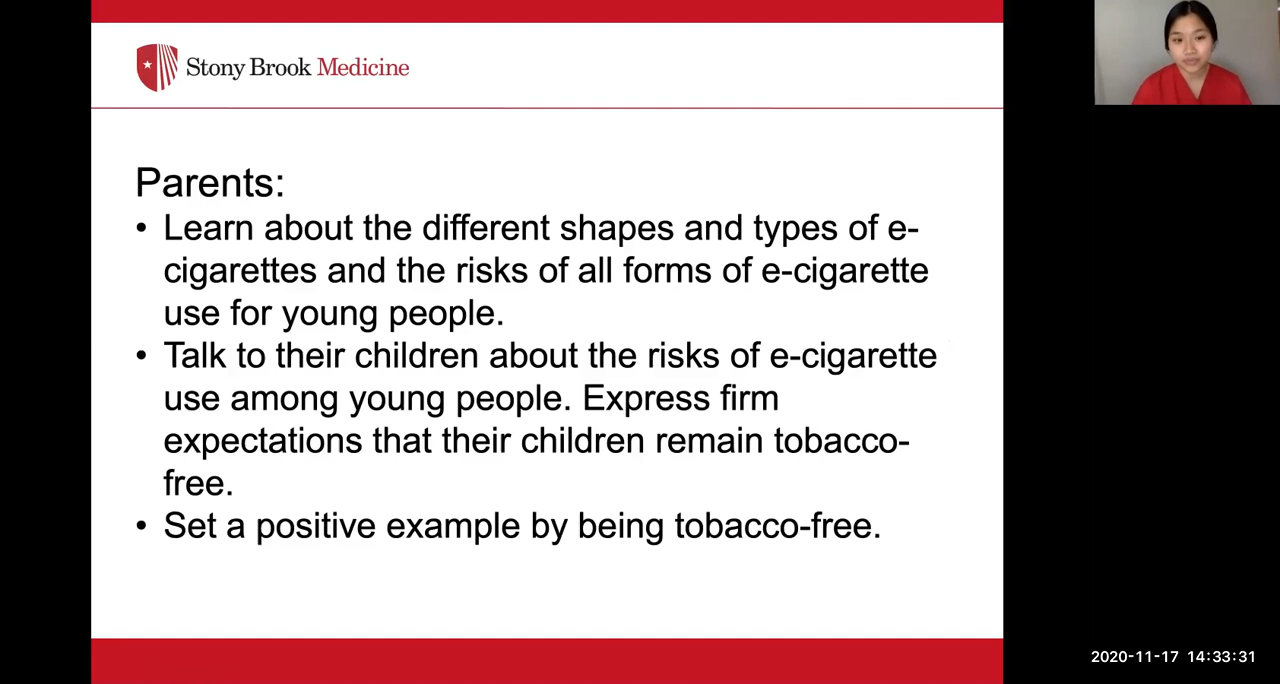 Stony Brook Medicine
Parents:
• Learn about the different shapes and types of e-
cigarettes and the risks of all forms of e-cigarette
use for young people.
• Talk to their children about the risks of e-cigarette
use among young people. Express firm
expectations that their children remain tobacco-
free.
• Set a positive example by being tobacco-free.
2020-11-17 14:33:31